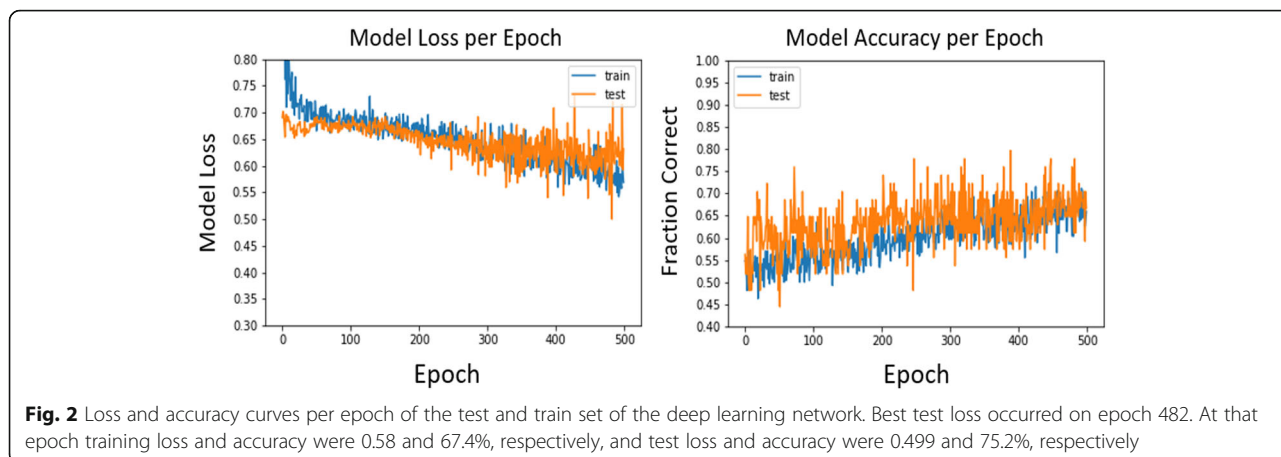 Model Loss per Epoch
0.80
0.75
0.70
0.65
0.60
0.55
0.50
0.45
0.40
0.35
0.30
Model Loss
train
test
0 100 200 300 400 500
Epoch
Model Accuracy per Epoch
1.00
0.95
0.90
0.85
0.80
0.75
0.70
0.65
0.60
0.55
0.50
0.45
0.40
Fraction Correct
train
test
0 100 200 300 400 500
Epoch
Fig. 2 Loss and accuracy curves per epoch of the test and train set of the deep learning network. Best test loss occurred on epoch 482. At that
epoch training loss and accuracy were 0.58 and 67.4%, respectively, and test loss and accuracy were 0.499 and 75.2%, respectively